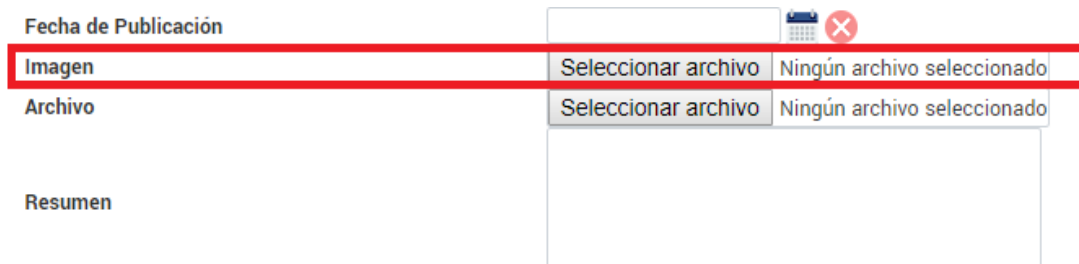 Fecha de Publicación
Imagen Seleccionar archivo Ningún archivo seleccionado
Archivo Seleccionar archivo Ningún archivo seleccionado
Resumen